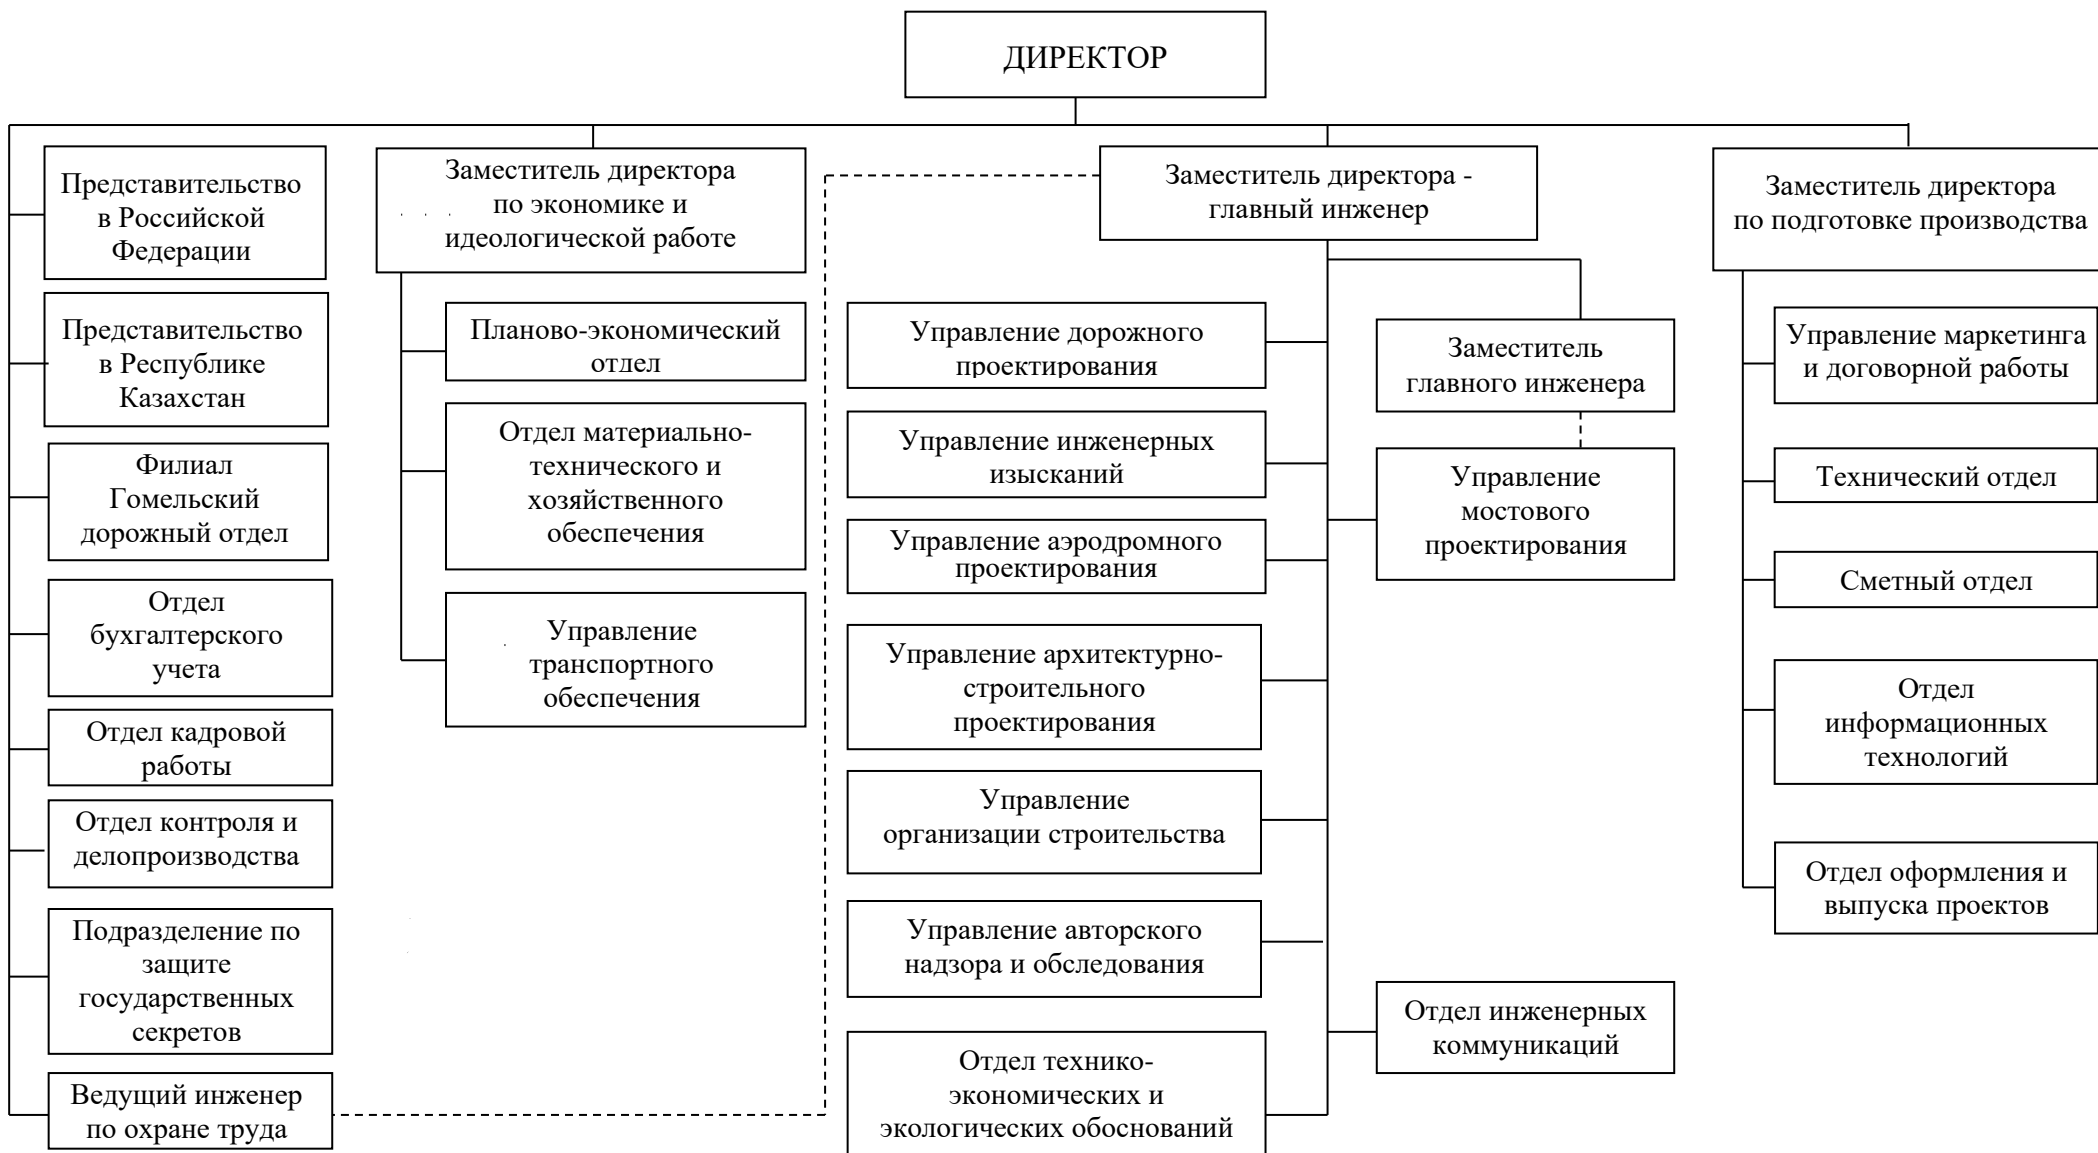 ДИРЕКТОР
Представительство
в Российской
Федерации
Представительство
в Республике
Казахстан
Филиал
Гомельский
дорожный отдел
Отдел
бухгалтерского
учета
Отдел кадровой
работы
Отдел контроля и
делопроизводства
Подразделение по
защите
государственных
секретов
Ведущий инженер
по охране труда
Заместитель директора
по экономике и
идеологической работе
Планово-экономический
отдел
Отдел материально-
технического и
хозяйственного
обеспечения
Управление
транспортного
обеспечения
Заместитель директора -
главный инженер
Управление дорожного
проектирования
Управление инженерных
изысканий
Управление аэродромного
проектирования
Управление архитектурно-
строительного
проектирования
Управление
организации строительства
Управление авторского
надзора и обследования
Отдел технико-
экономических и
экологических обоснований
Заместитель
главного инженера
Управление
мостового
проектирования
Отдел инженерных
коммуникаций
Заместитель директора
по подготовке производства
Управление маркетинга
и договорной работы
Технический отдел
Сметный отдел
Отдел
информационных
технологий
Отдел оформления и
выпуска проектов